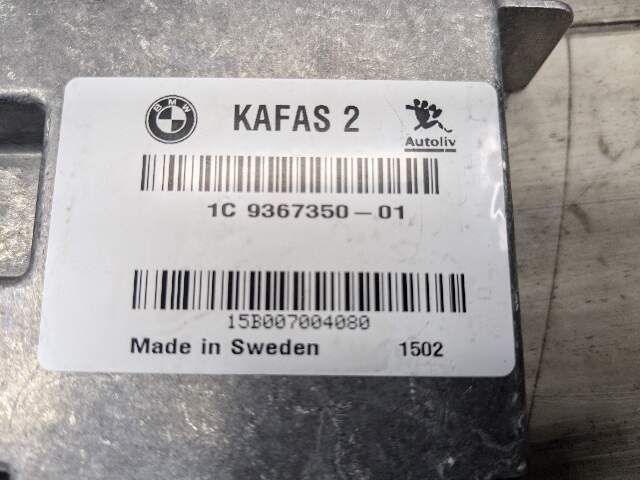 BMW
KAFAS 2
Autoliv
1C 9367350-01
15B007004080
Made in Sweden 1502